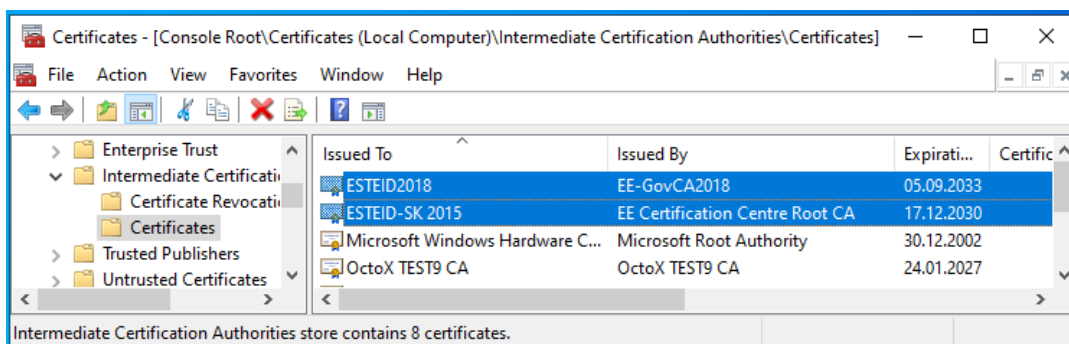 Certificates - [Console Root\Certificates (Local Computer)\Intermediate Certification Authorities\Certificates]
File Action View Favorites Window Help
Enterprise Trust
Intermediate Certificati
Certificate Revocati
Certificates
Trusted Publishers
Untrusted Certificates
Issued To Issued By Expirati... Certific
ESTEID2018 EE-GovCA2018 05.09.2033
ESTEID-SK 2015 EE Certification Centre Root CA 17.12.2030
Microsoft Windows Hardware C... Microsoft Root Authority 30.12.2002
OctoX TEST9 CA OctoX TEST9 CA 24.01.2027
Intermediate Certification Authorities store contains 8 certificates.